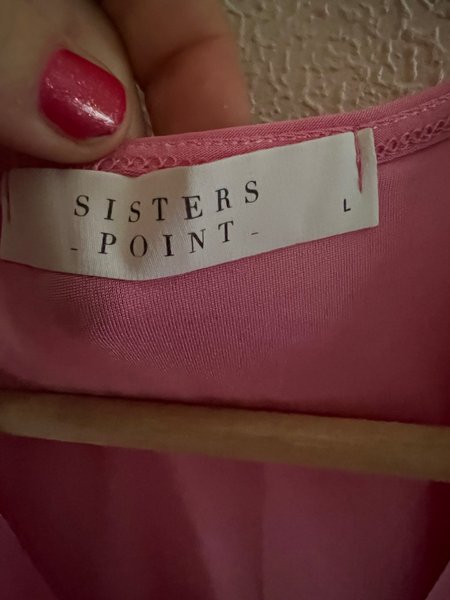 SISTERS
- POINT -
L